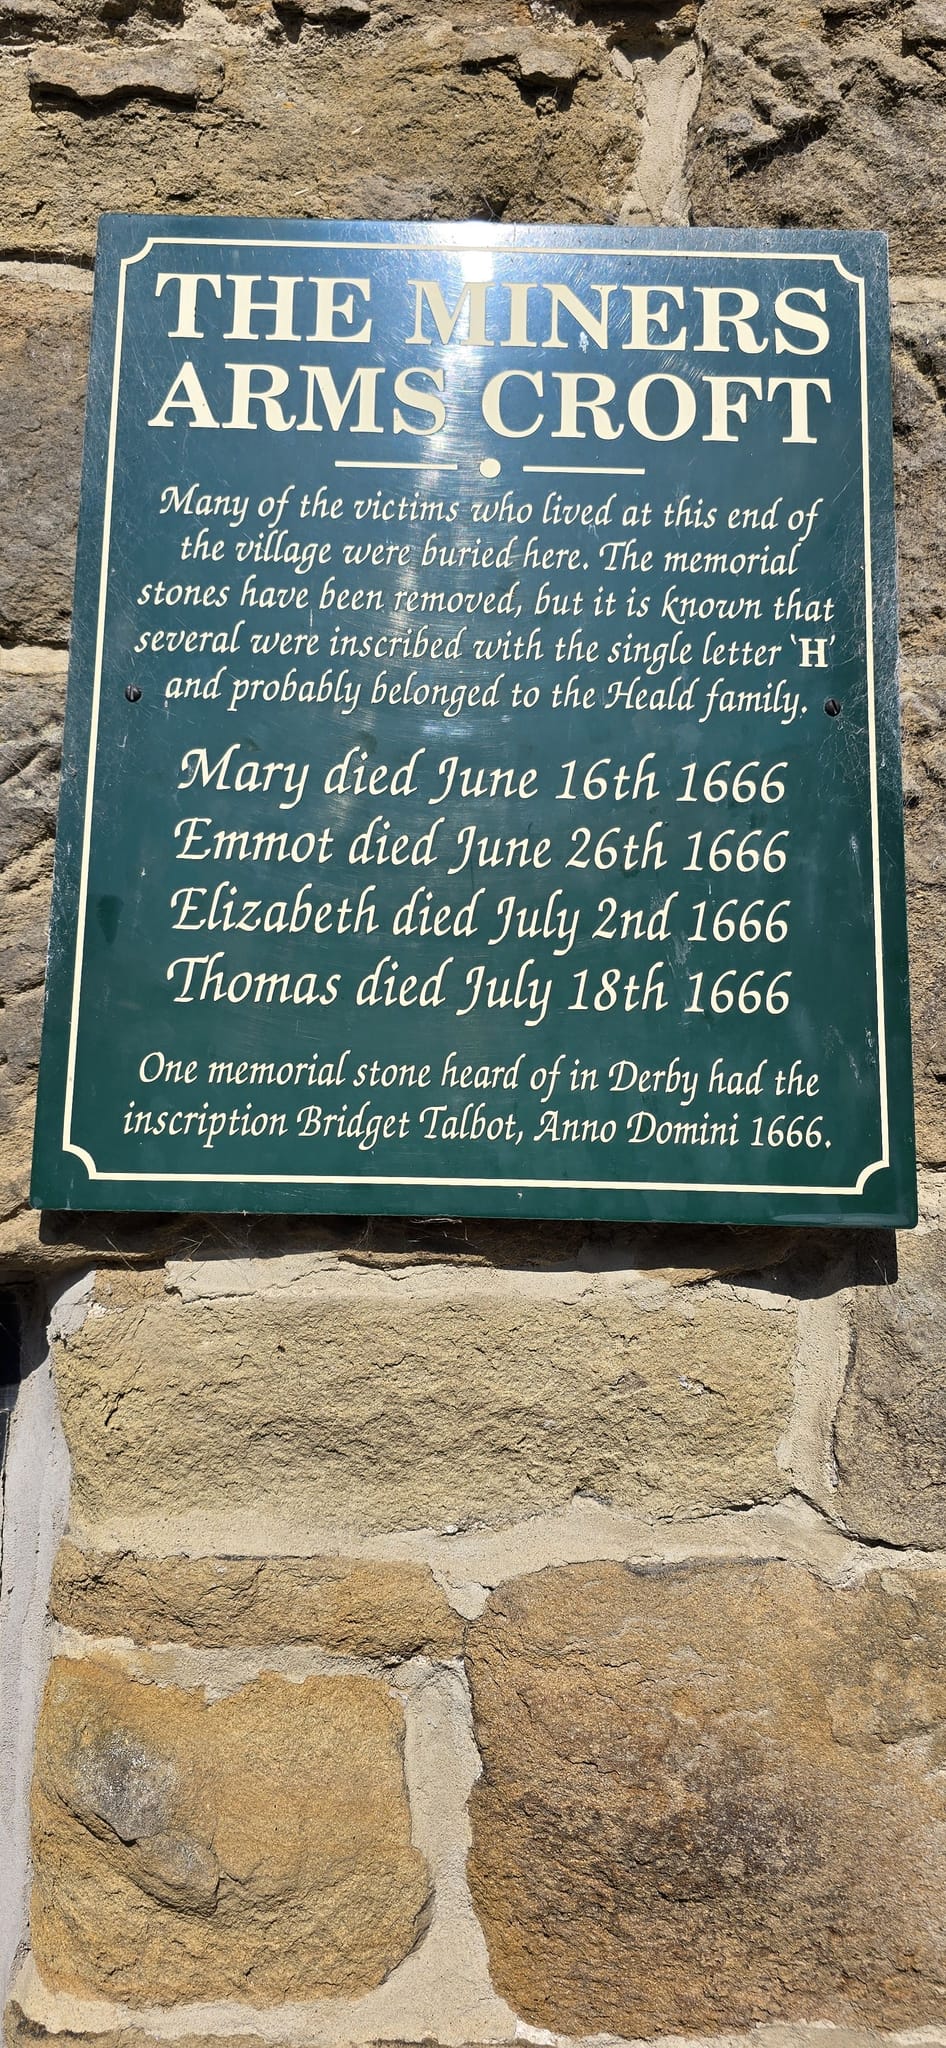 THE MINERS
ARMS CROFT
Many of the victims who lived at this end of
the village were buried here. The memorial
stones have been removed, but it is known that
several were inscribed with the single letter ‘H’
and probably belonged to the Heald family.
Mary died June 16th 1666
Emmot died June 26th 1666
Elizabeth died July 2nd 1666
Thomas died July 18th 1666
One memorial stone heard of in Derby had the
inscription Bridget Talbot, Anno Domini 1666.